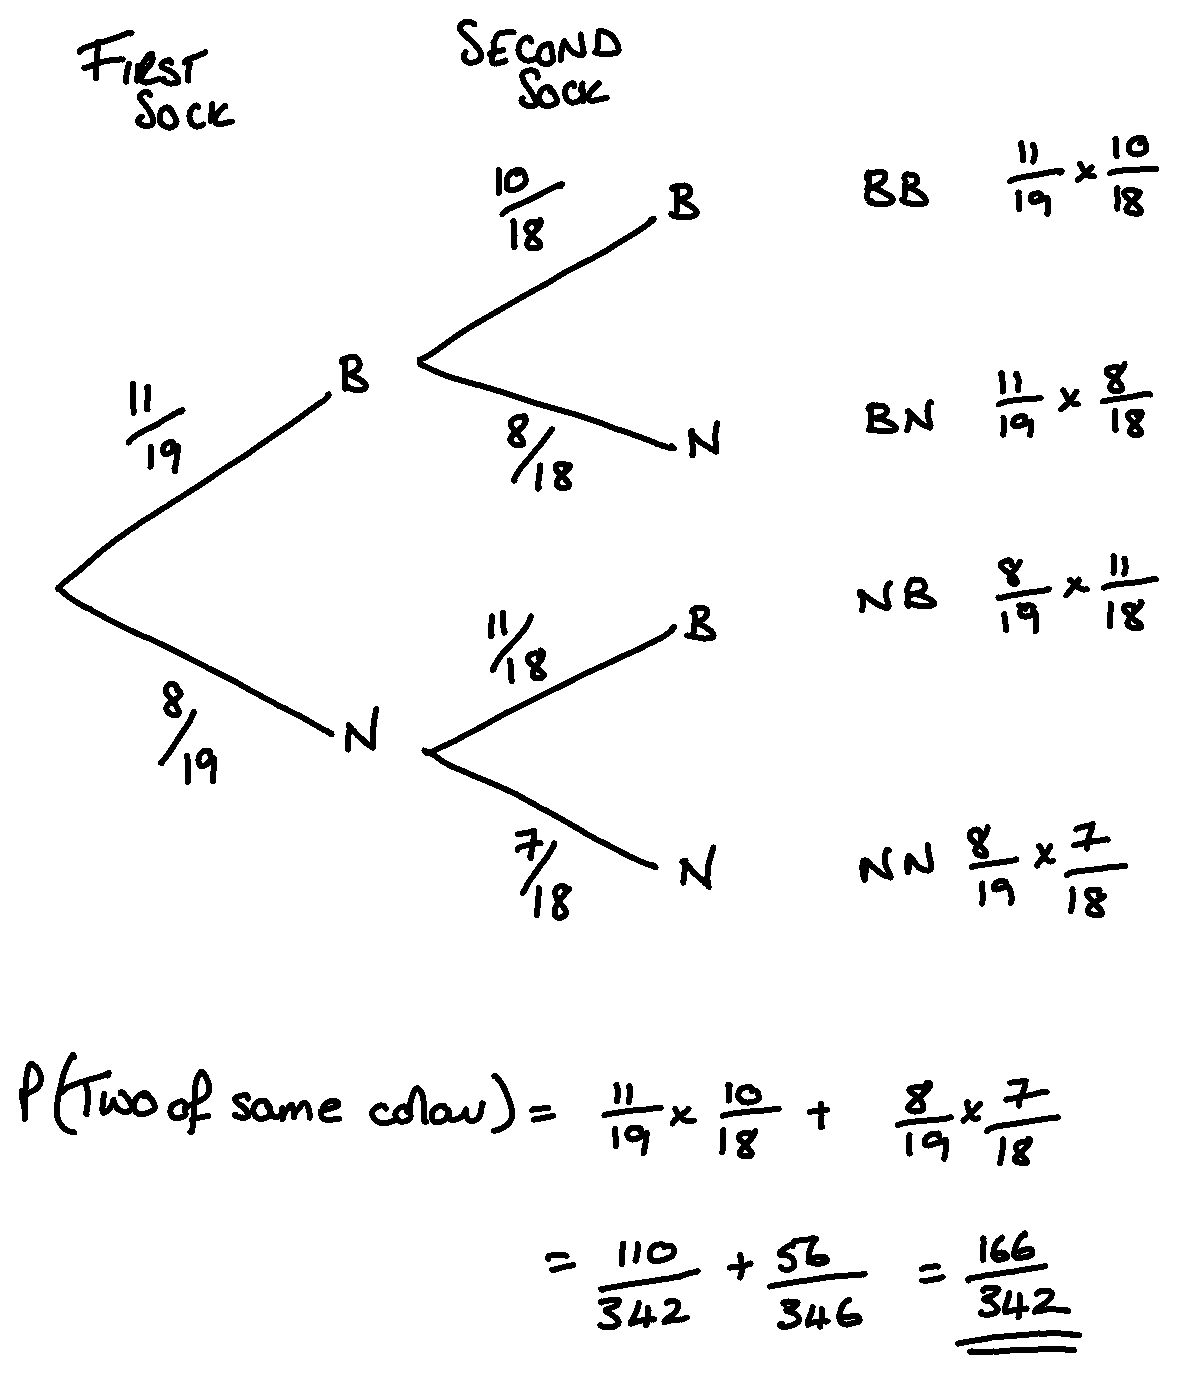 FIRST SOCK
SECOND SOCK
10/18
B
BB 11/19 × 10/18
11/19
B
8/18
N
BN 11/19 × 8/18
11/18
B
NB 8/19 × 11/18
8/19
N
7/18
N
NN 8/19 × 7/18
P(Two of same colour) = 11/19 × 10/18 + 8/19 × 7/18
= 110/342 + 56/346 = 166/342